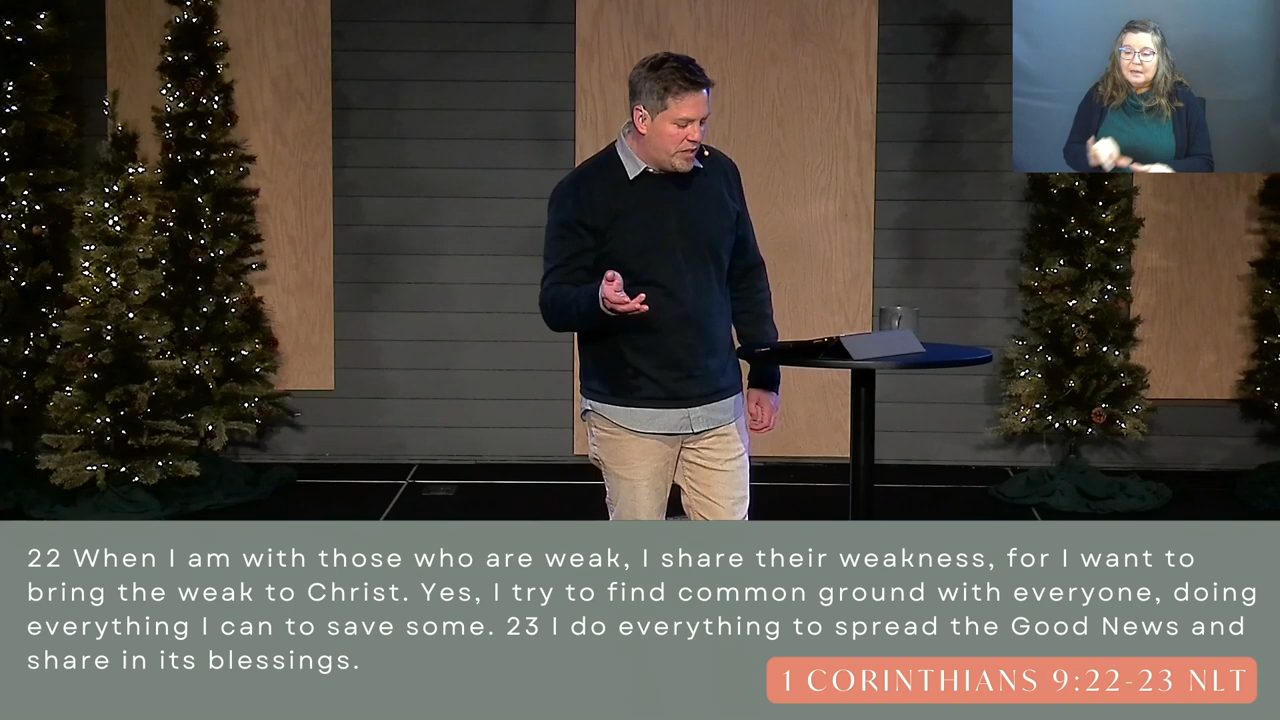 22 When I am with those who are weak, I share their weakness, for I want to
bring the weak to Christ. Yes, I try to find common ground with everyone, doing
everything I can to save some. 23 I do everything to spread the Good News and
share in its blessings.
1 CORINTHIANS 9:22-23 NLT